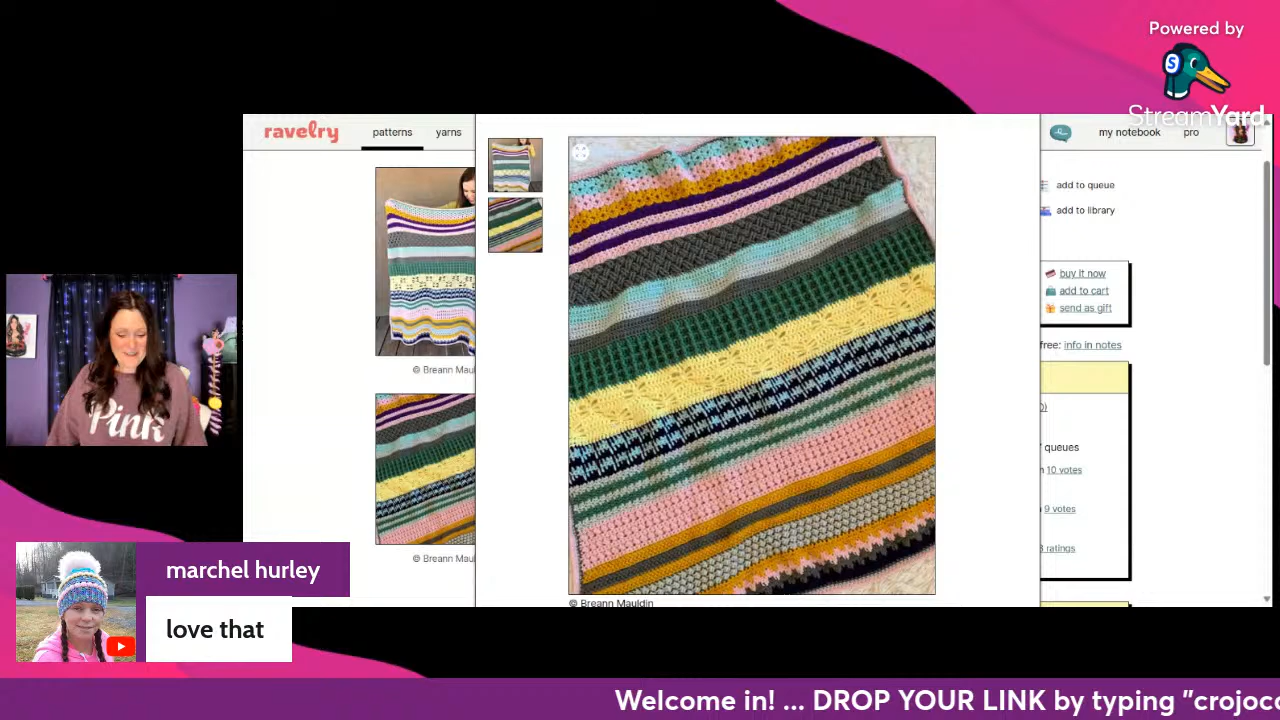 Powered by
StreamYard
ravelry
patterns
yarns
my notebook
pro
add to queue
add to library
buy it now
add to cart
send as gift
free: info in notes
queues
10 votes
9 votes
ratings
© Breann Mau
© Breann Mau
© Breann Mauldin
Pink
marchel hurley
love that
Welcome in! ... DROP YOUR LINK by typing "crojoc